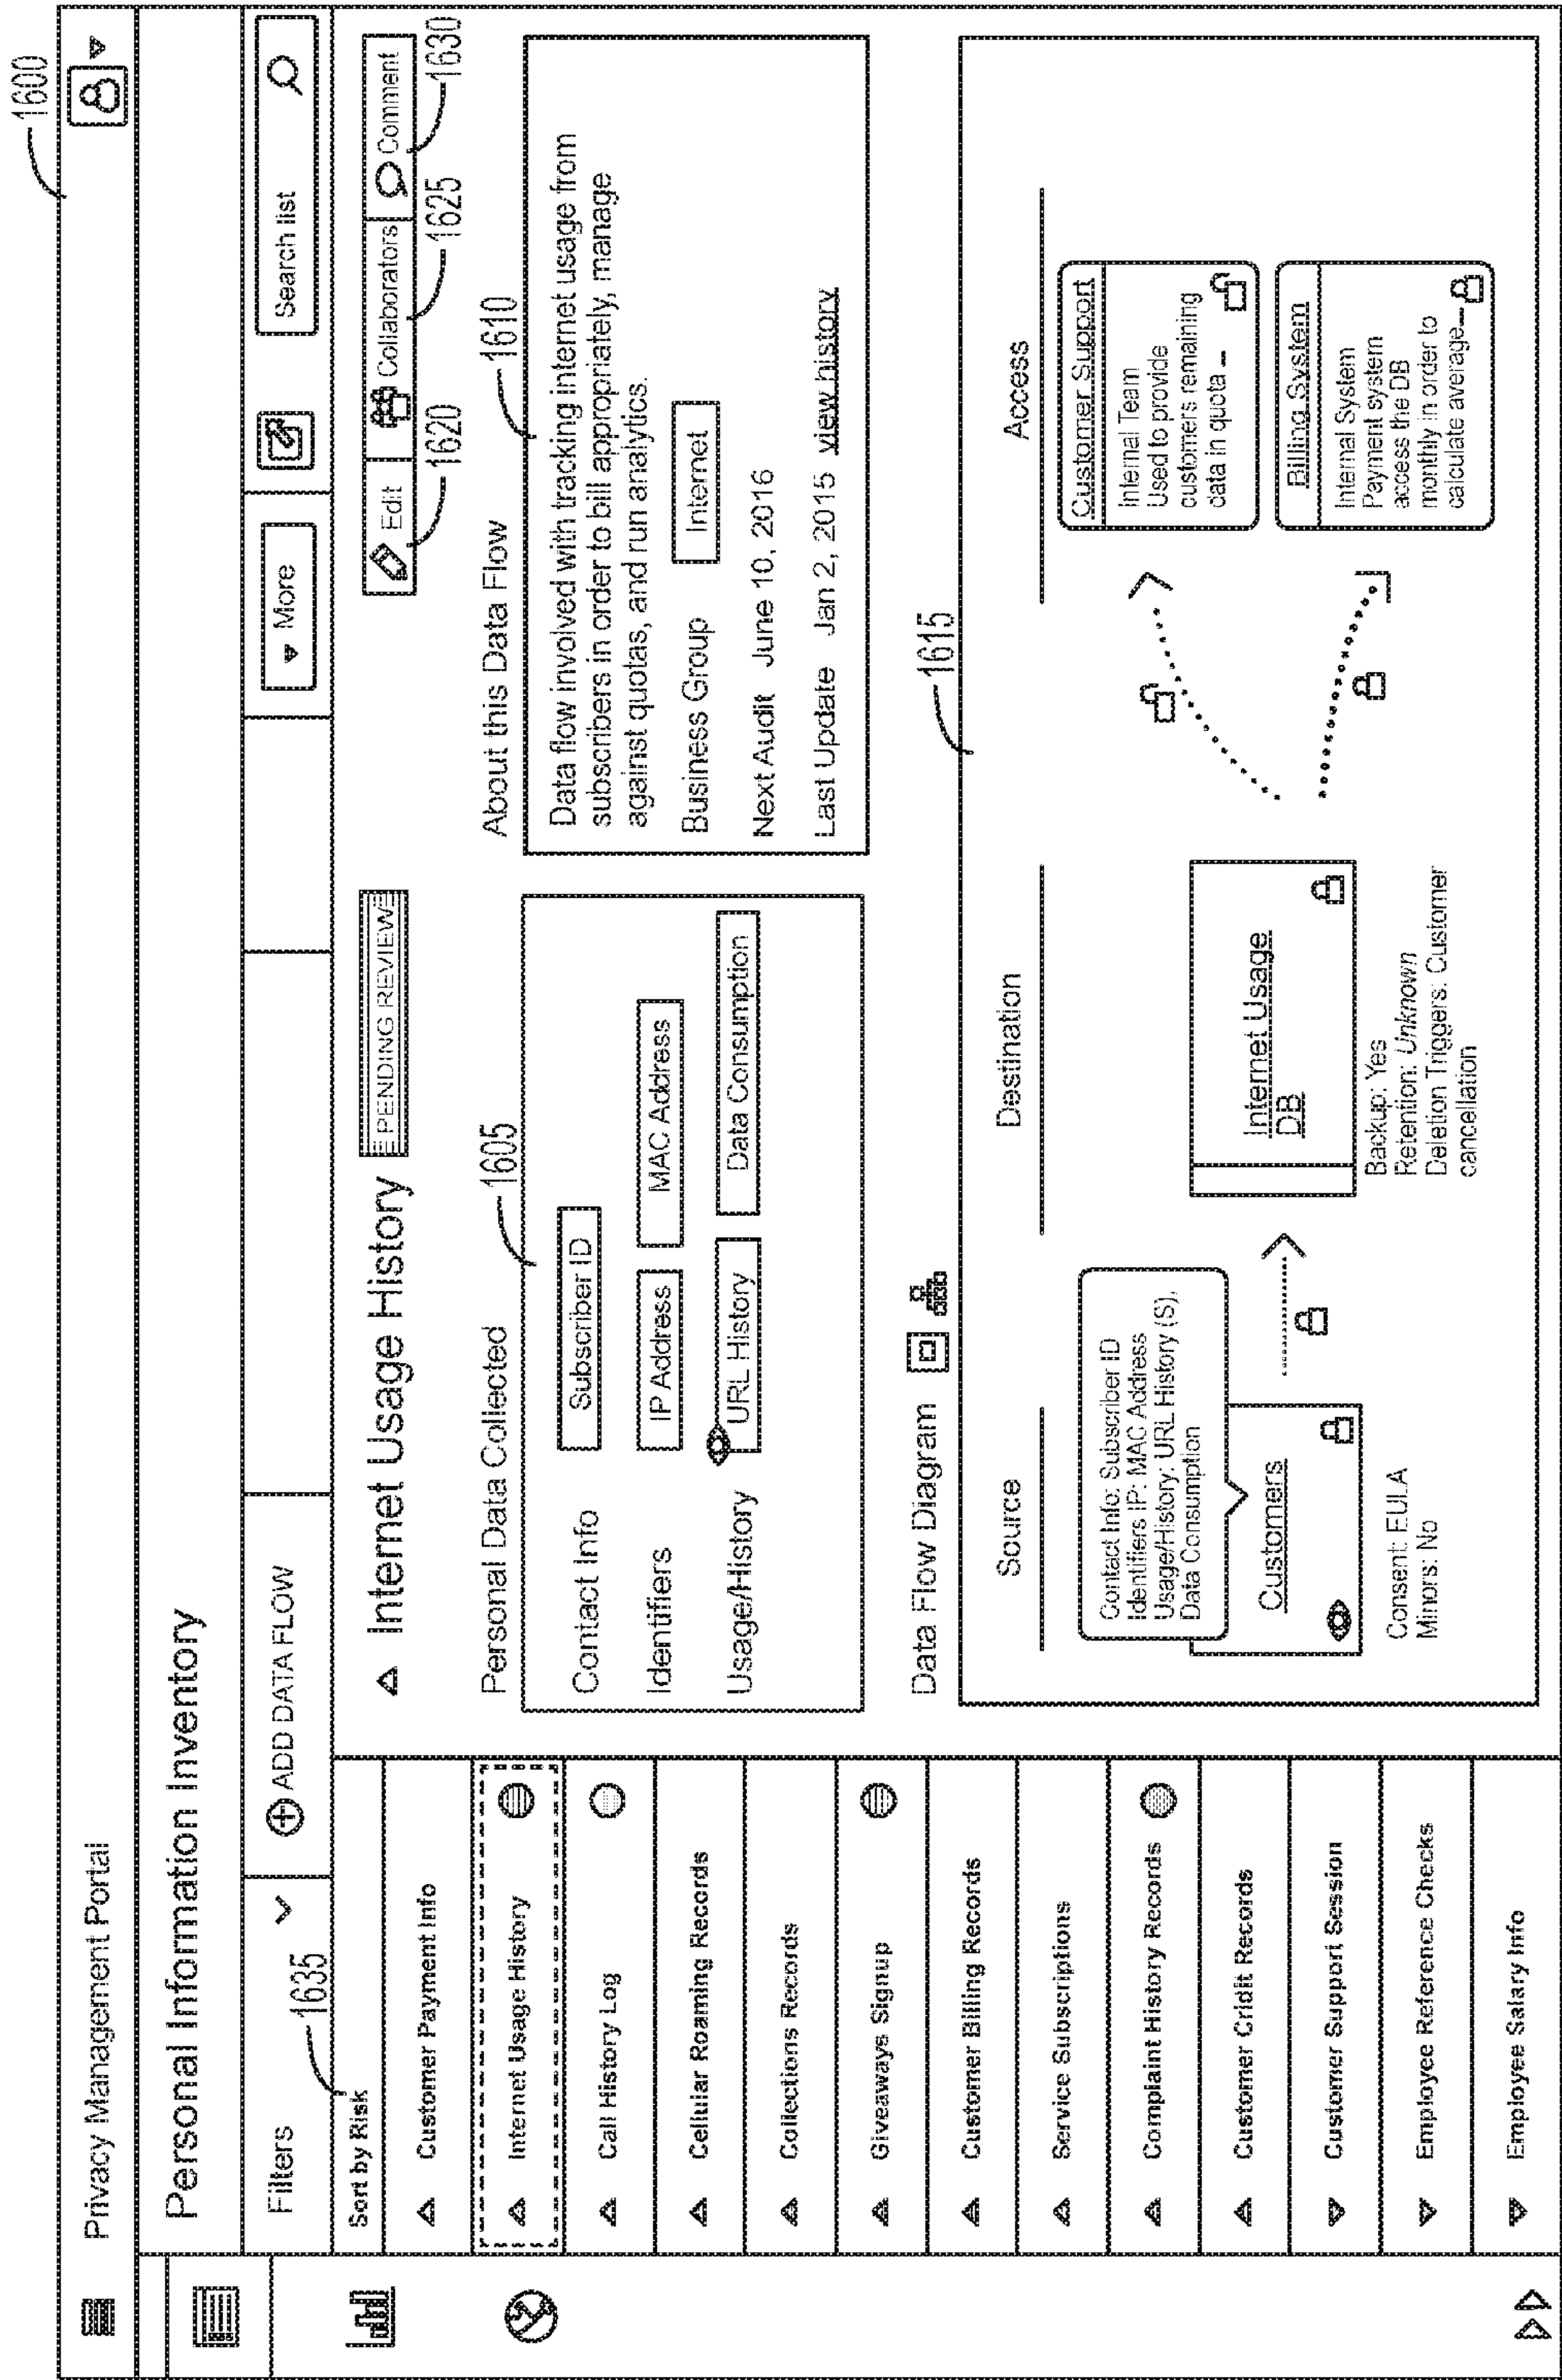 1600
Privacy Management Portal
Personal Information Inventory
Filters
ADD DATA FLOW
More
Search list
1635
Sort by Risk
Customer Payment Info
Internet Usage History
Call History Log
Cellular Roaming Records
Collections Records
Giveaways Signup
Customer Billing Records
Service Subscriptions
Complaint History Records
Customer Cridit Records
Customer Support Session
Employee Reference Checks
Employee Salary Info
Internet Usage History
PENDING REVIEW
Edit
Collaborators
Comment
1620
1625
1630
Personal Data Collected
1605
Contact Info
Subscriber ID
Identifiers
IP Address
MAC Address
Usage/History
URL History
Data Consumption
About this Data Flow
1610
Data flow involved with tracking internet usage from
subscribers in order to bill appropriately, manage
against quotas, and run analytics.
Business Group
Internet
Next Audit June 10, 2016
Last Update Jan 2, 2015 view history
Data Flow Diagram
1615
Source
Destination
Access
Contact Info: Subscriber ID
Identifiers IP: MAC Address
Usage/History: URL History (S),
Data Consumption
Customers
Consent: EULA
Minors: No
Internet Usage
DB
Backup: Yes
Retention: Unknown
Deletion Triggers: Customer
cancellation
Customer Support
Internal Team
Used to provide
customers remaining
data in quota
Billing System
Internal System
Payment system
access the DB
monthly in order to
calculate average